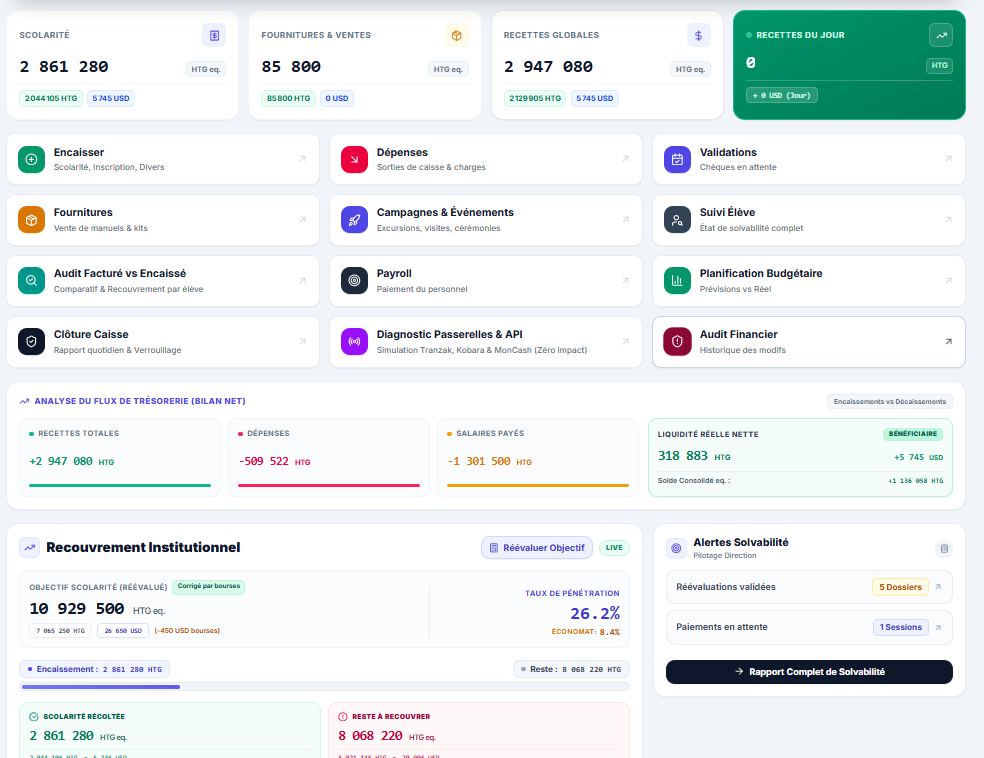 SCOLARITÉ
2 861 280 HTG eq.
2 044 105 HTG 5 745 USD
FOURNITURES & VENTES
85 800 HTG eq.
85 800 HTG 0 USD
RECETTES GLOBALES
2 947 080 HTG eq.
2 129 905 HTG 5 745 USD
RECETTES DU JOUR
0 HTG
+ 0 USD (Jour)
Encaisser
Scolarité, Inscription, Divers
Dépenses
Sorties de caisse & charges
Validations
Chèques en attente
Fournitures
Vente de manuels & kits
Campagnes & Événements
Excursions, visites, cérémonies
Suivi Élève
État de solvabilité complet
Audit Facturé vs Encaissé
Comparatif & Recouvrement par élève
Payroll
Paiement du personnel
Planification Budgétaire
Prévisions vs Réel
Clôture Caisse
Rapport quotidien & Verrouillage
Diagnostic Passerelles & API
Simulation Tranzak, Kobara & MonCash (Zéro impact)
Audit Financier
Historique des modifs
ANALYSE DU FLUX DE TRÉSORERIE (BILAN NET)
Encaissements vs Décaissements
RECETTES TOTALES
+2 947 080 HTG
DÉPENSES
-509 522 HTG
SALAIRES PAYÉS
-1 301 500 HTG
LIQUIDITÉ RÉELLE NETTE BÉNÉFICIAIRE
318 883 HTG +5 745 USD
Solde Consolidé eq. : +1 136 058 HTG
Recouvrement Institutionnel
Réévaluer Objectif LIVE
OBJECTIF SCOLARITÉ (RÉÉVALUÉ) Corrigé par bourses
10 929 500 HTG eq.
7 065 250 HTG 26 650 USD (-450 USD bourses)
TAUX DE PÉNÉTRATION
26.2%
ÉCONOMAT: 8.4%
Encaissement : 2 861 280 HTG
Reste : 8 068 220 HTG
SCOLARITÉ RÉCOLTÉE
2 861 280 HTG eq.
RESTE À RECOUVRER
8 068 220 HTG eq.
Alertes Solvabilité
Pilotage Direction
Réévaluations validées 5 Dossiers
Paiements en attente 1 Sessions
Rapport Complet de Solvabilité